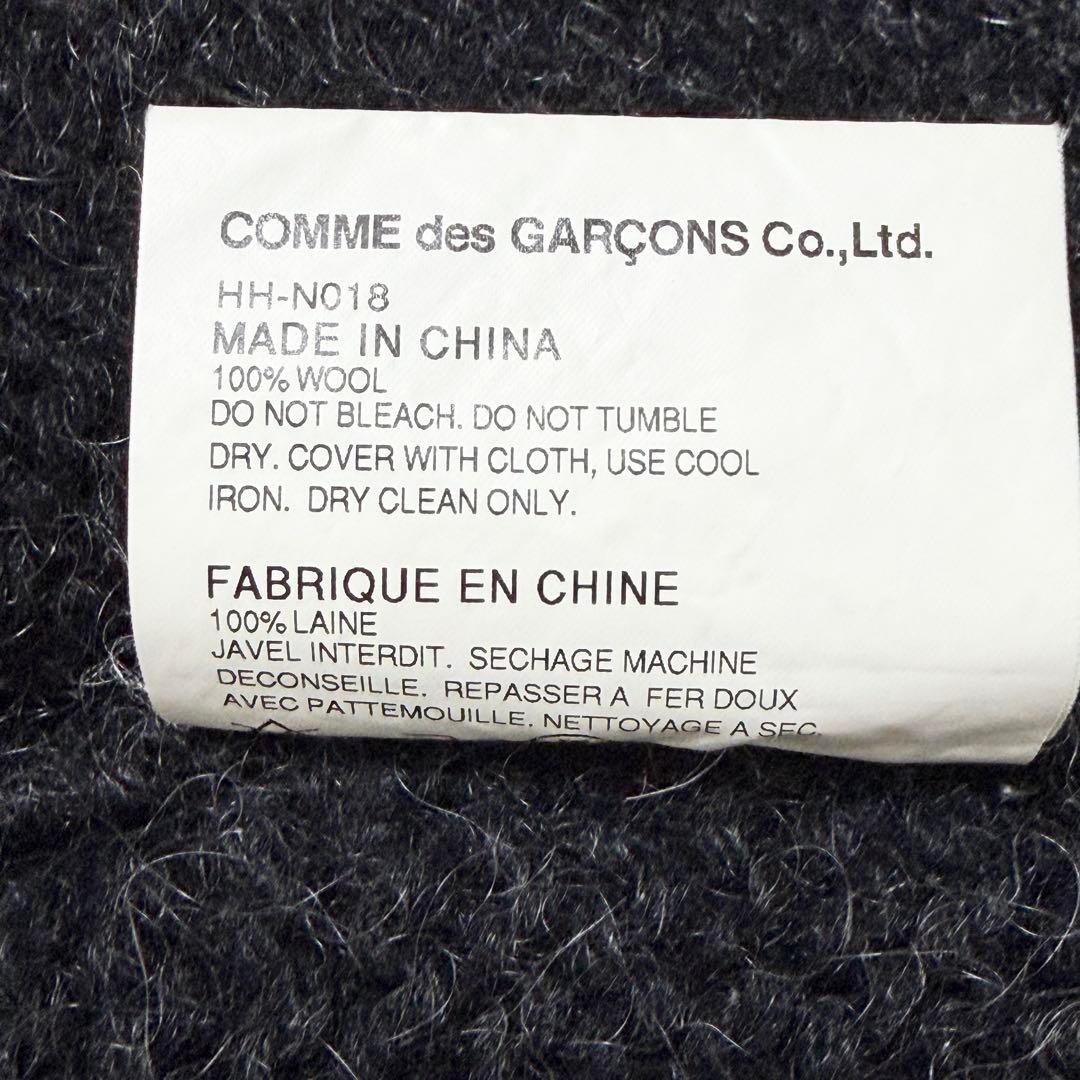 COMME des GARÇONS Co.,Ltd.
HH-N018
MADE IN CHINA
100% WOOL
DO NOT BLEACH. DO NOT TUMBLE
DRY. COVER WITH CLOTH, USE COOL
IRON. DRY CLEAN ONLY.
FABRIQUE EN CHINE
100% LAINE
JAVEL INTERDIT. SECHAGE MACHINE
DECONSEILLE. REPASSER A FER DOUX
AVEC PATTEMOUILLE. NETTOYAGE A SEC.